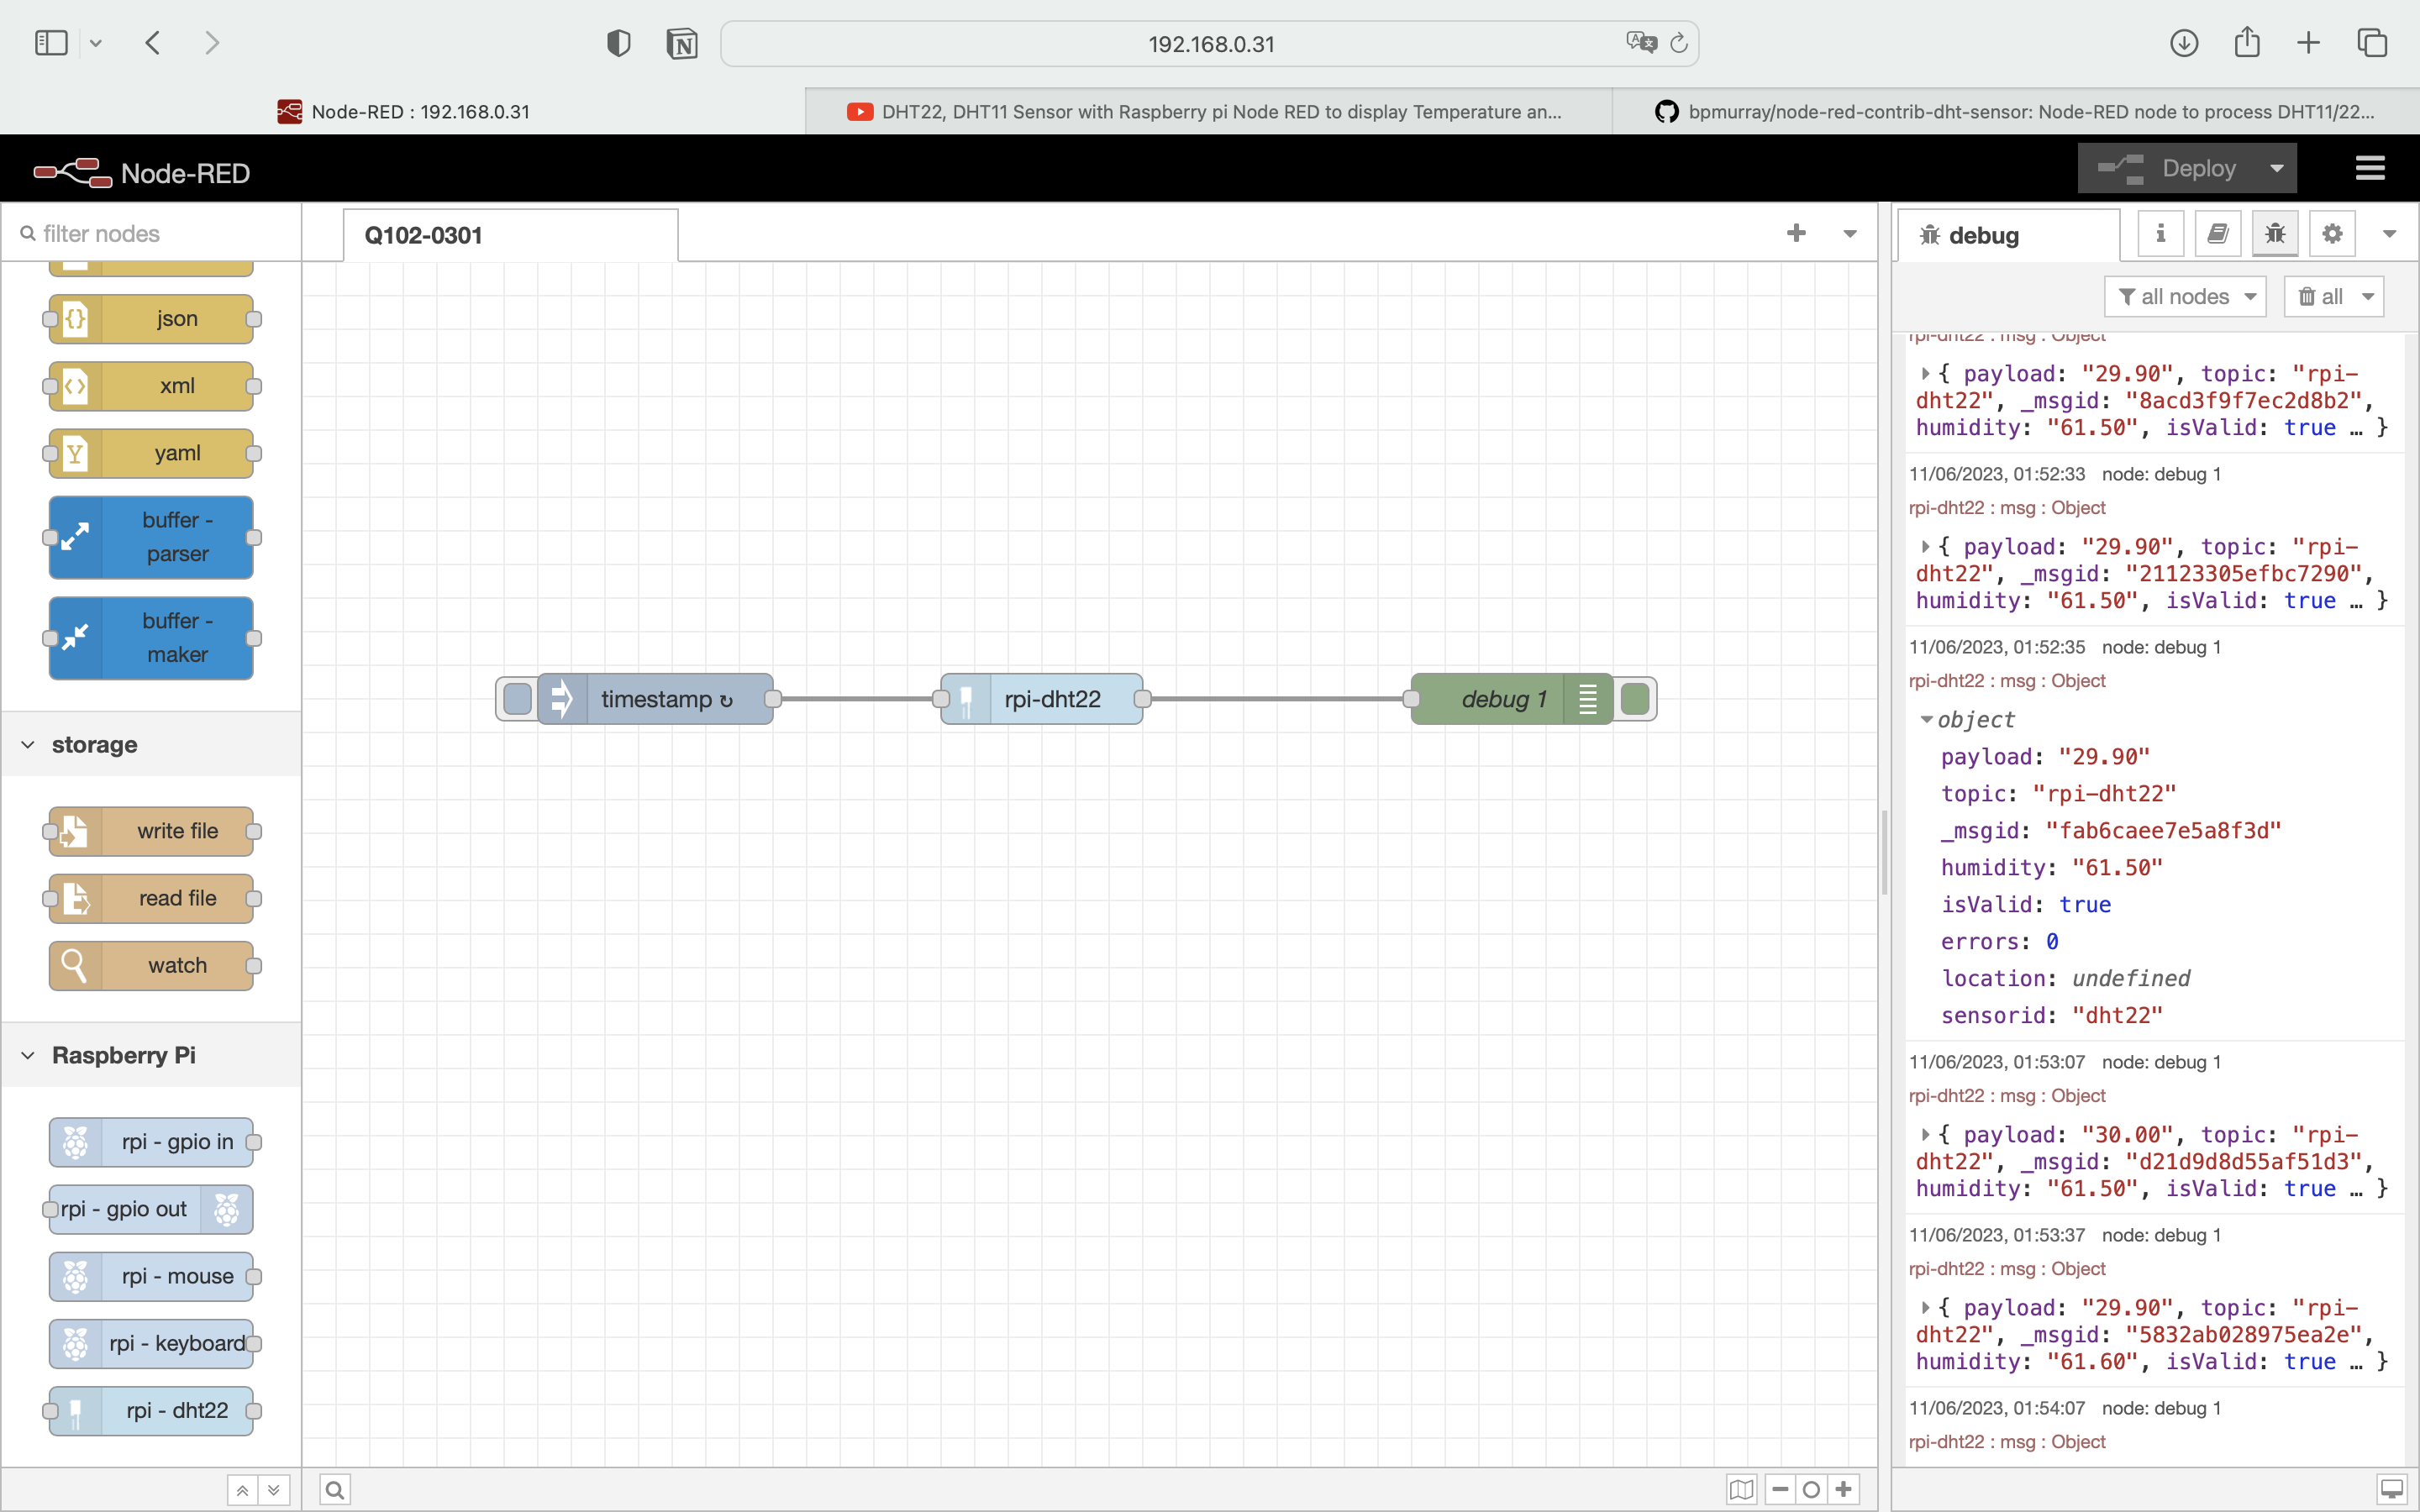 192.168.0.31
Node-RED : 192.168.0.31
DHT22, DHT11 Sensor with Raspberry pi Node RED to display Temperature an...
bpmurray/node-red-contrib-dht-sensor: Node-RED node to process DHT11/22...
Node-RED
Deploy
filter nodes
json
xml
yaml
buffer -
parser
buffer -
maker
storage
write file
read file
watch
Raspberry Pi
rpi - gpio in
rpi - gpio out
rpi - mouse
rpi - keyboard
rpi - dht22
Q102-0301
timestamp ↻
rpi-dht22
debug 1
debug
all nodes
all
rpi-dht22 : msg : Object
{ payload: "29.90", topic: "rpi-
dht22", _msgid: "8acd3f9f7ec2d8b2",
humidity: "61.50", isValid: true … }
11/06/2023, 01:52:33 node: debug 1
rpi-dht22 : msg : Object
{ payload: "29.90", topic: "rpi-
dht22", _msgid: "21123305efbc7290",
humidity: "61.50", isValid: true … }
11/06/2023, 01:52:35 node: debug 1
rpi-dht22 : msg : Object
object
payload: "29.90"
topic: "rpi-dht22"
_msgid: "fab6caee7e5a8f3d"
humidity: "61.50"
isValid: true
errors: 0
location: undefined
sensorid: "dht22"
11/06/2023, 01:53:07 node: debug 1
rpi-dht22 : msg : Object
{ payload: "30.00", topic: "rpi-
dht22", _msgid: "d21d9d8d55af51d3",
humidity: "61.50", isValid: true … }
11/06/2023, 01:53:37 node: debug 1
rpi-dht22 : msg : Object
{ payload: "29.90", topic: "rpi-
dht22", _msgid: "5832ab028975ea2e",
humidity: "61.60", isValid: true … }
11/06/2023, 01:54:07 node: debug 1
rpi-dht22 : msg : Object